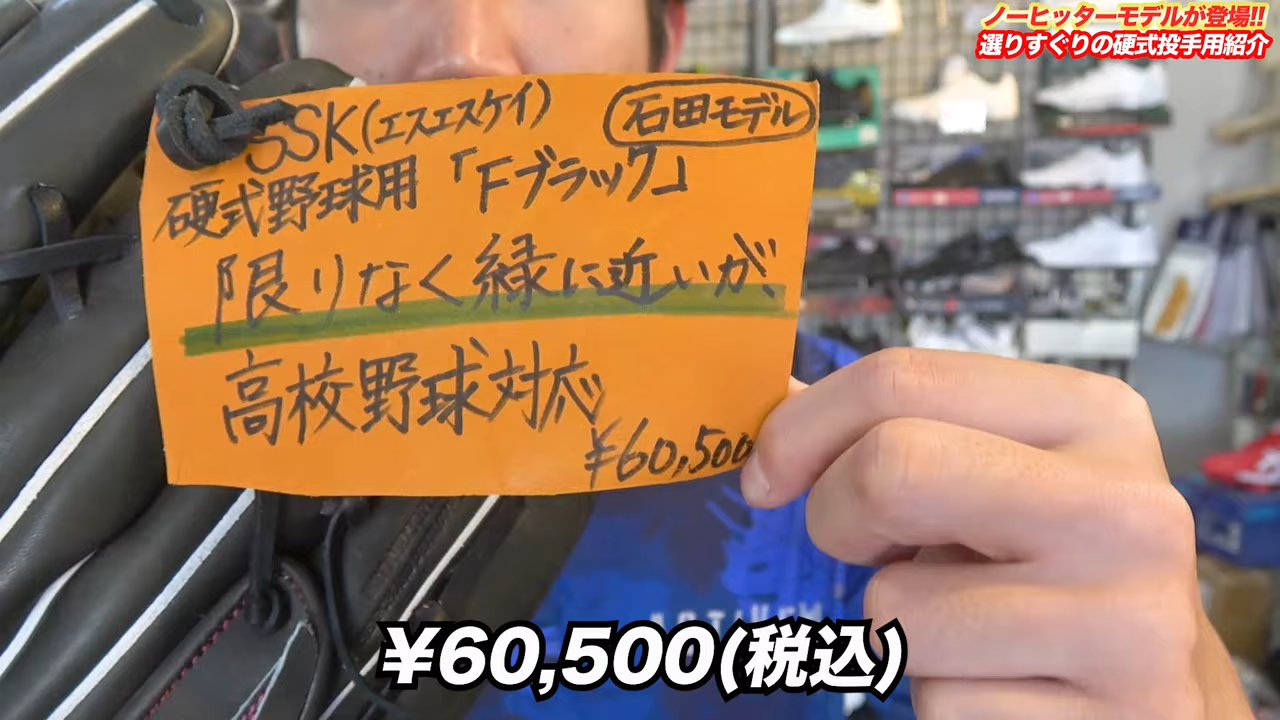 ノーヒッターモデルが登場!!
選りすぐりの硬式投手用紹介
SSK(エスエスケイ)
石田モデル
硬式野球用「Fブラック」
限りなく緑に近いが、
高校野球対応
¥60,500
¥60,500(税込)